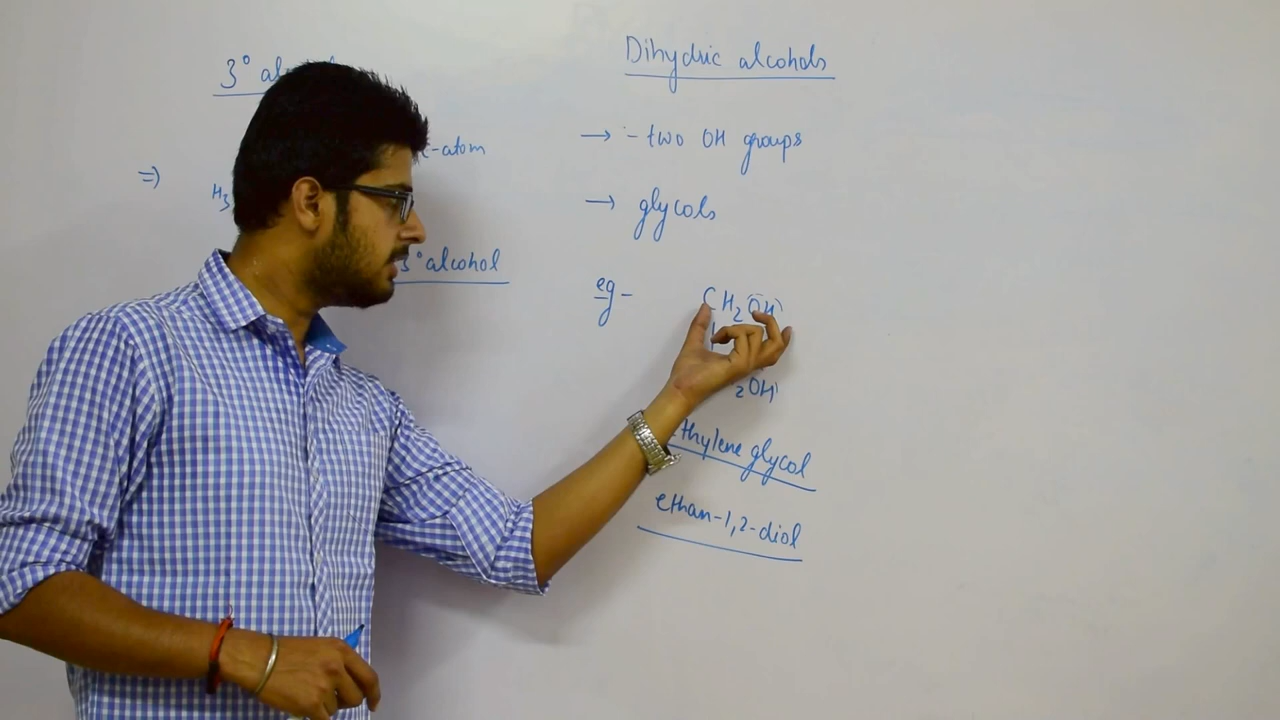 3° al
-atom
⇒
H3
3° alcohol
Dihydric alcohols
→ :- two OH groups
→ glycols
eg -
CH2OH
|
2OH
thylene glycol
ethan-1,2-diol